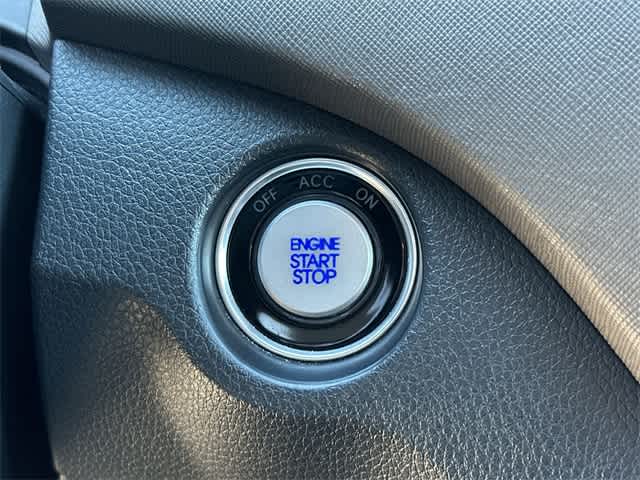 OFF ACC ON
ENGINE
START
STOP